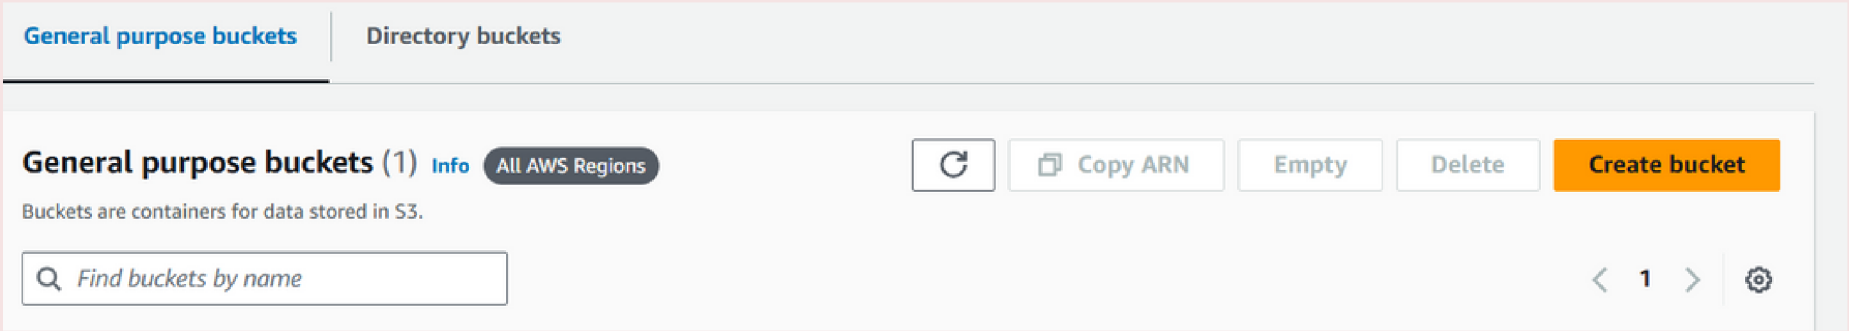 General purpose buckets Directory buckets
General purpose buckets (1) Info All AWS Regions Copy ARN Empty Delete Create bucket
Buckets are containers for data stored in S3.
Find buckets by name 1